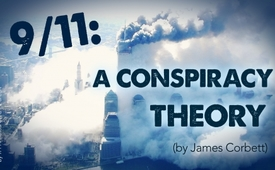 9/11:
A CONSPIRACY
THEORY
(by James Corbett)